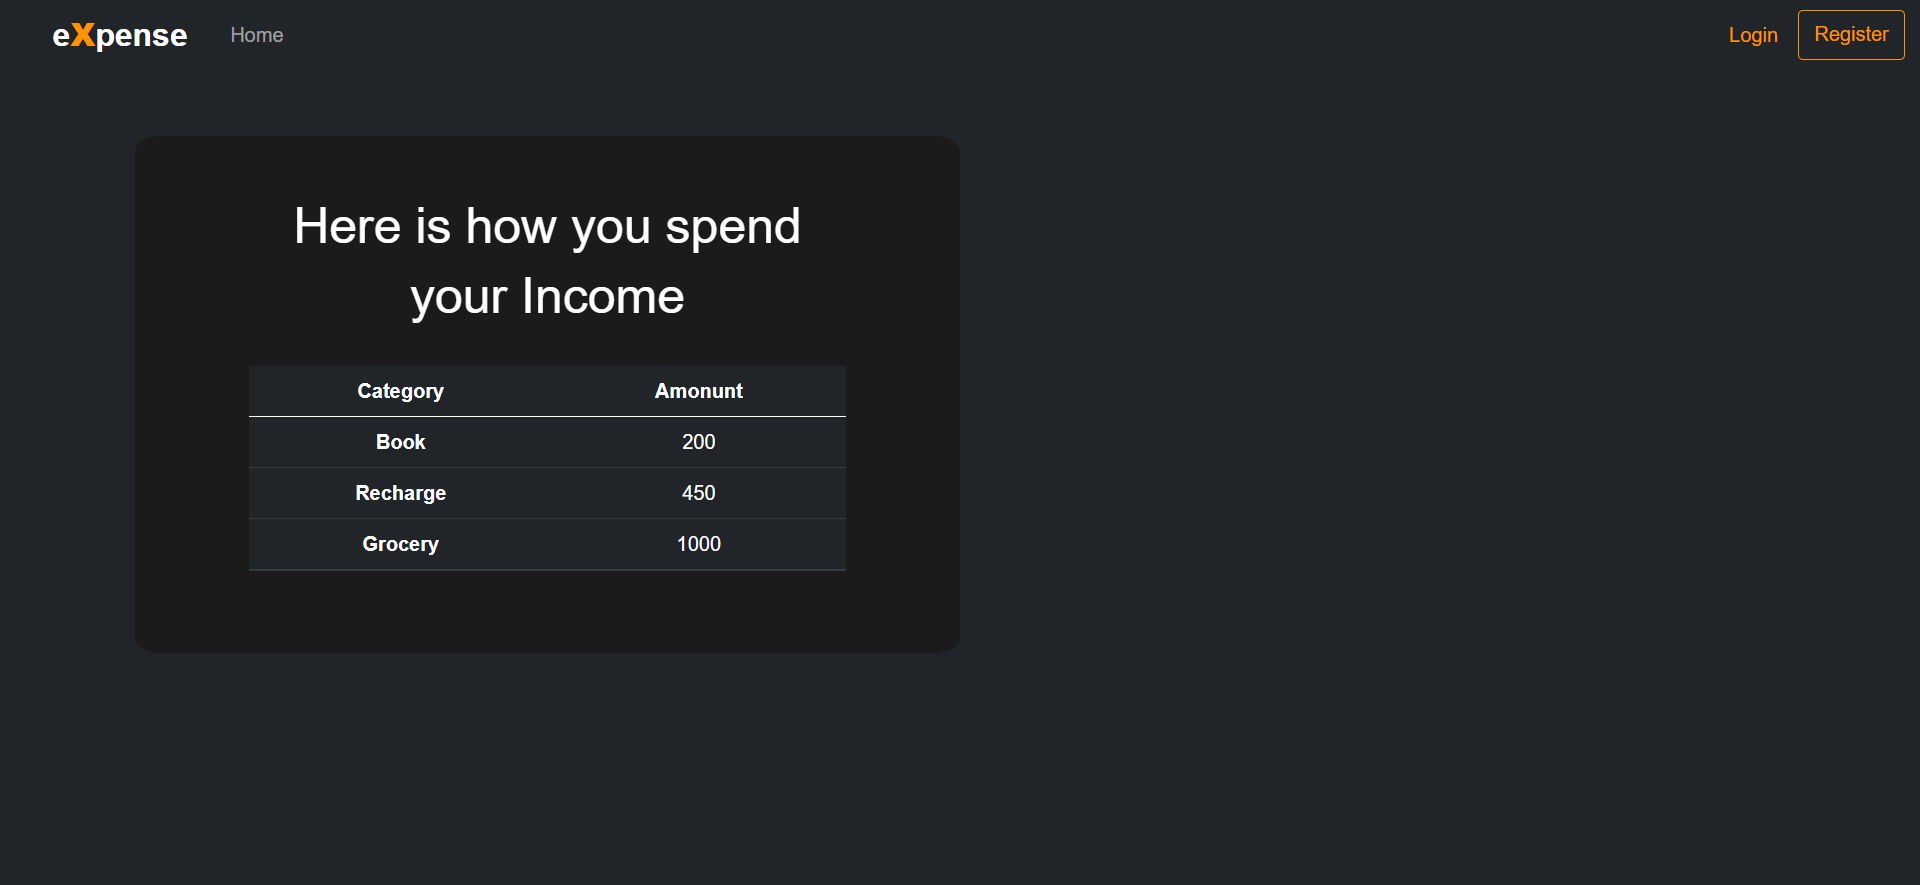 eXpense Home Login Register
Here is how you spend
your Income
Category Amonunt
Book 200
Recharge 450
Grocery 1000